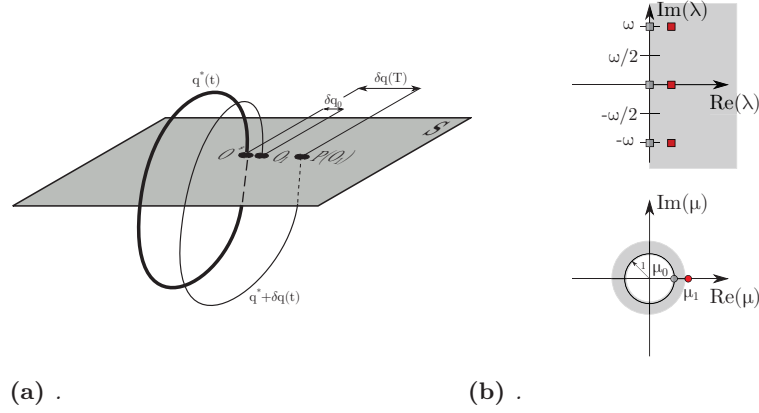 q*(t)
δq(T)
δq₀
S
O* O₁ P(O₁)
q*+δq(t)
(a) .
Im(λ)
ω
ω/2
Re(λ)
-ω/2
-ω
Im(μ)
1
μ₀
μ₁
Re(μ)
(b) .